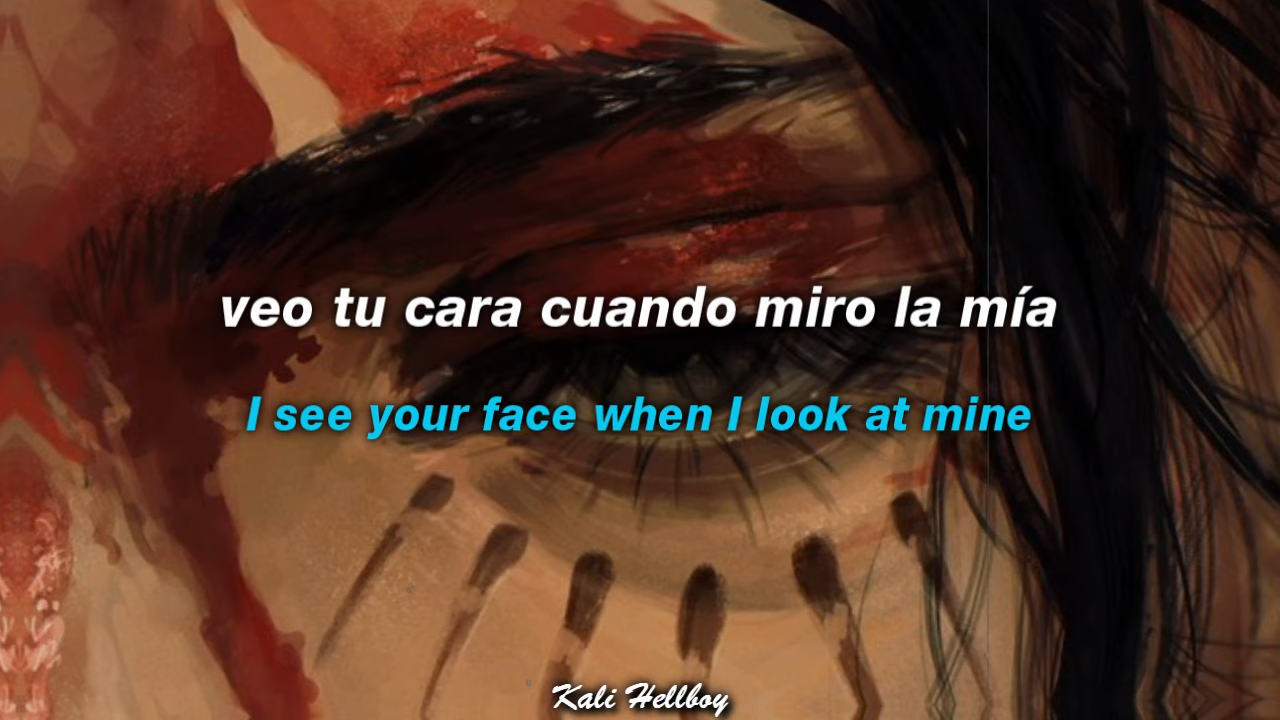 veo tu cara cuando miro la mía
I see your face when I look at mine
Kali Hellboy